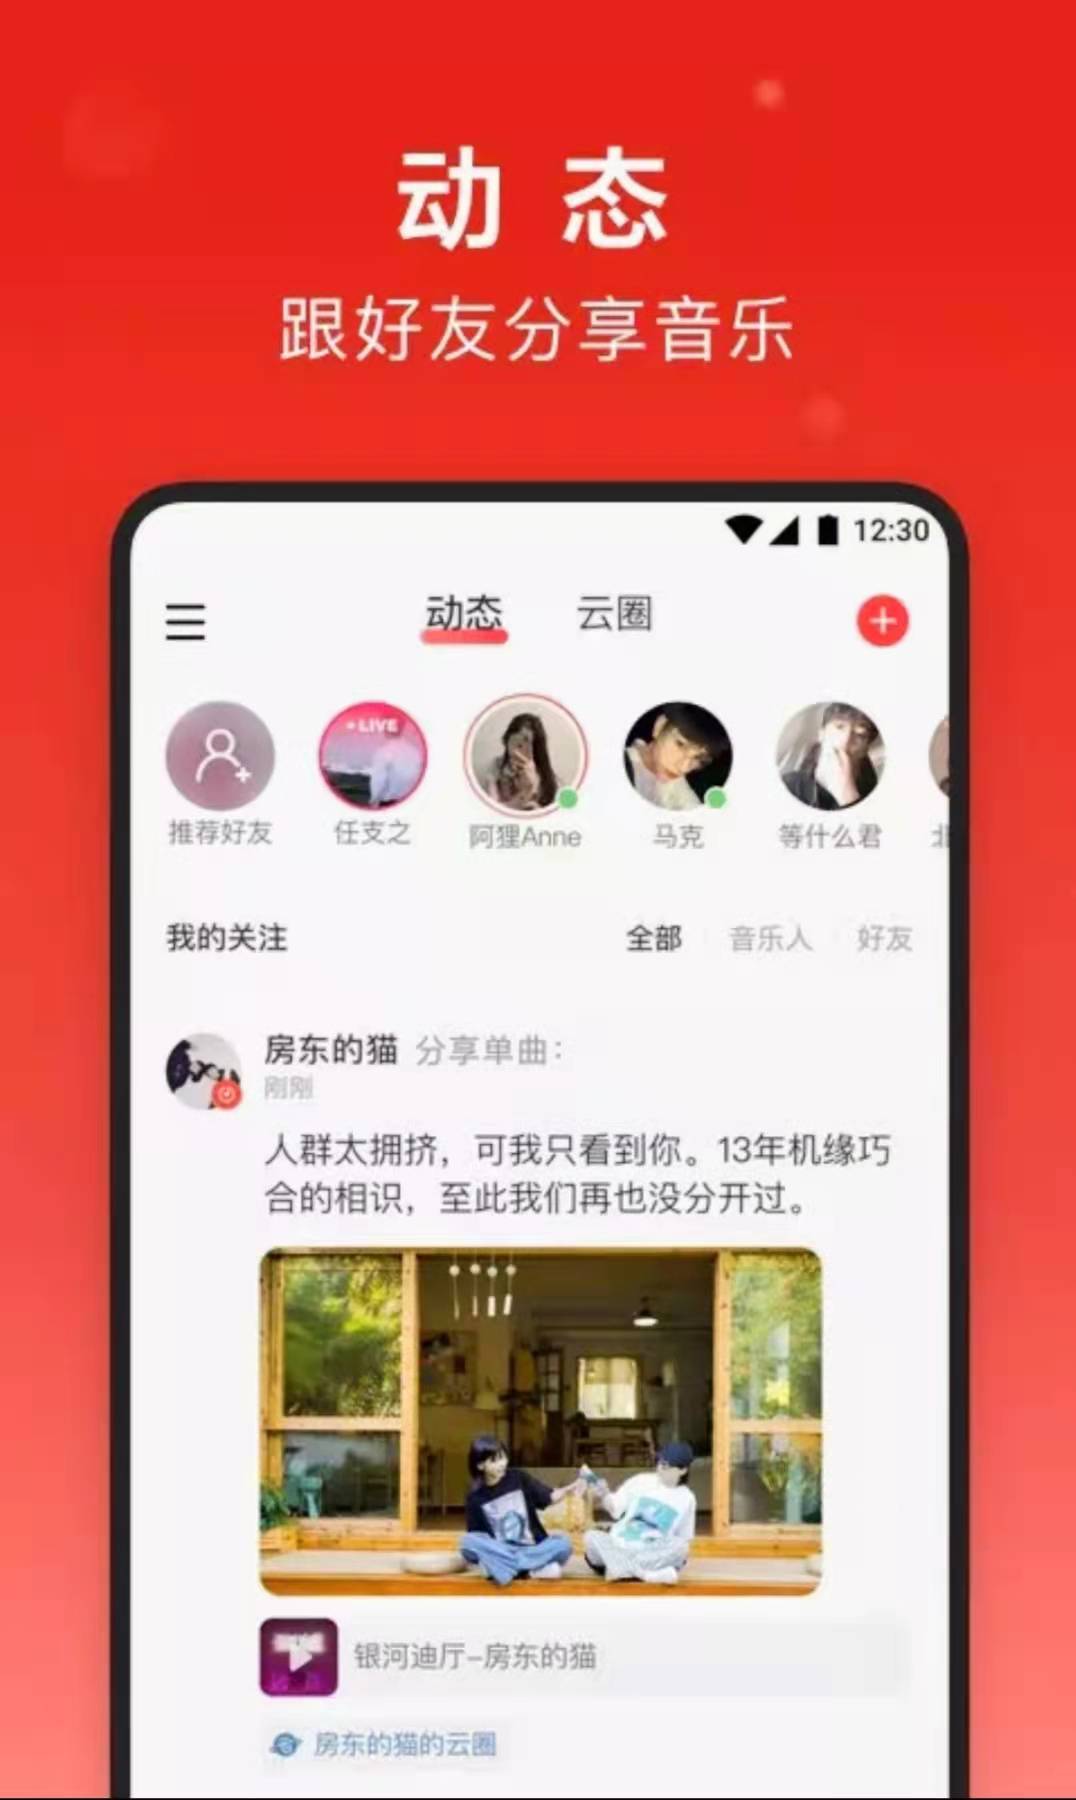 动态
跟好友分享音乐
12:30
动态 云圈
LIVE
推荐好友 任支之 阿狸Anne 马克 等什么君
我的关注 全部 音乐人 好友
房东的猫 分享单曲：
刚刚
人群太拥挤，可我只看到你。13年机缘巧
合的相识，至此我们再也没分开过。
银河迪厅-房东的猫
房东的猫的云圈